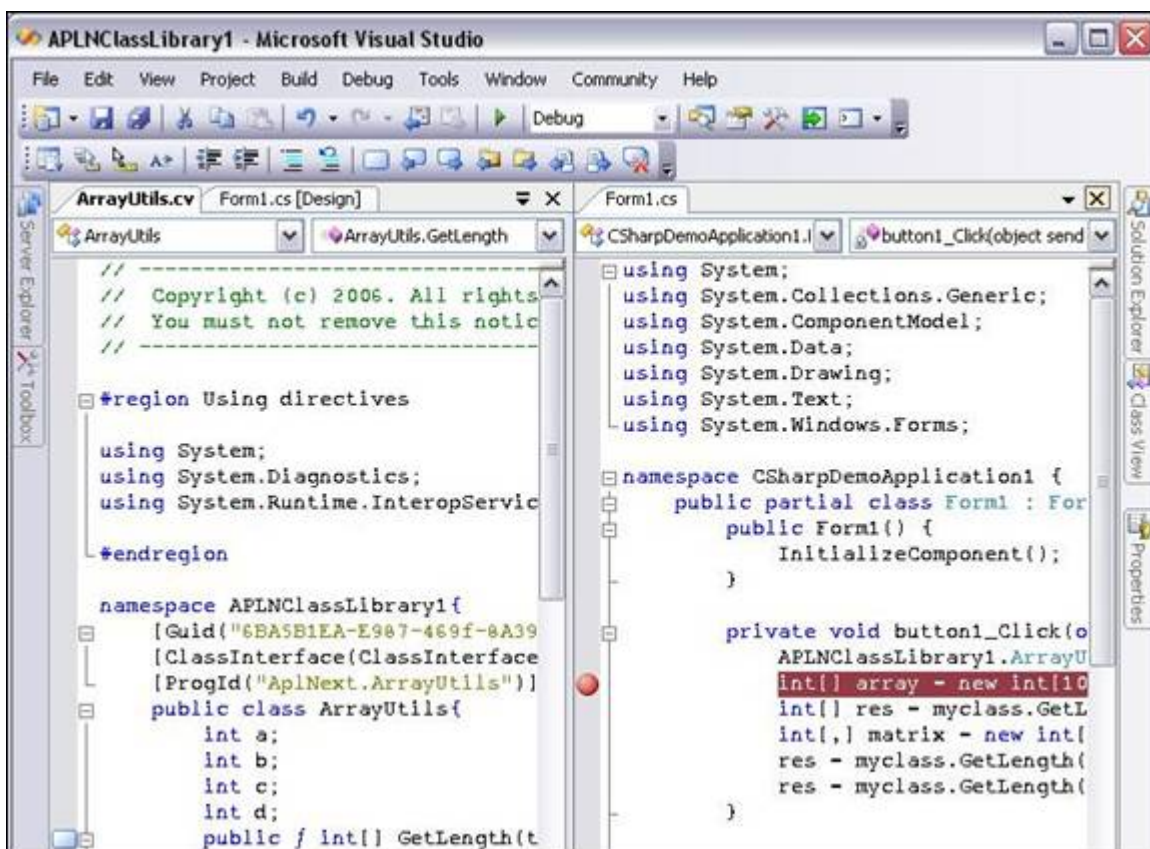 APLNClassLibrary1 - Microsoft Visual Studio
File Edit View Project Build Debug Tools Window Community Help
Debug
ArrayUtils.cv Form1.cs [Design]
ArrayUtils ArrayUtils.GetLength
Server Explorer
Toolbox
// ------------------------------
// Copyright (c) 2006. All rights
// You must not remove this notic
// ------------------------------
#region Using directives
using System;
using System.Diagnostics;
using System.Runtime.InteropServic
#endregion
namespace APLNClassLibrary1{
[Guid("6BA5B1EA-E987-469f-8A39
[ClassInterface(ClassInterface
[ProgId("AplNext.ArrayUtils")]
public class ArrayUtils{
int a;
int b;
int c;
int d;
public ƒ int[] GetLength(t
Form1.cs
CSharpDemoApplication1.I button1_Click(object send
using System;
using System.Collections.Generic;
using System.ComponentModel;
using System.Data;
using System.Drawing;
using System.Text;
using System.Windows.Forms;
namespace CSharpDemoApplication1 {
public partial class Form1 : For
public Form1() {
InitializeComponent();
}
private void button1_Click(o
APLNClassLibrary1.ArrayU
int[] array = new int[10
int[] res = myclass.GetL
int[,] matrix = new int[
res = myclass.GetLength(
res = myclass.GetLength(
}
Solution Explorer
Class View
Properties